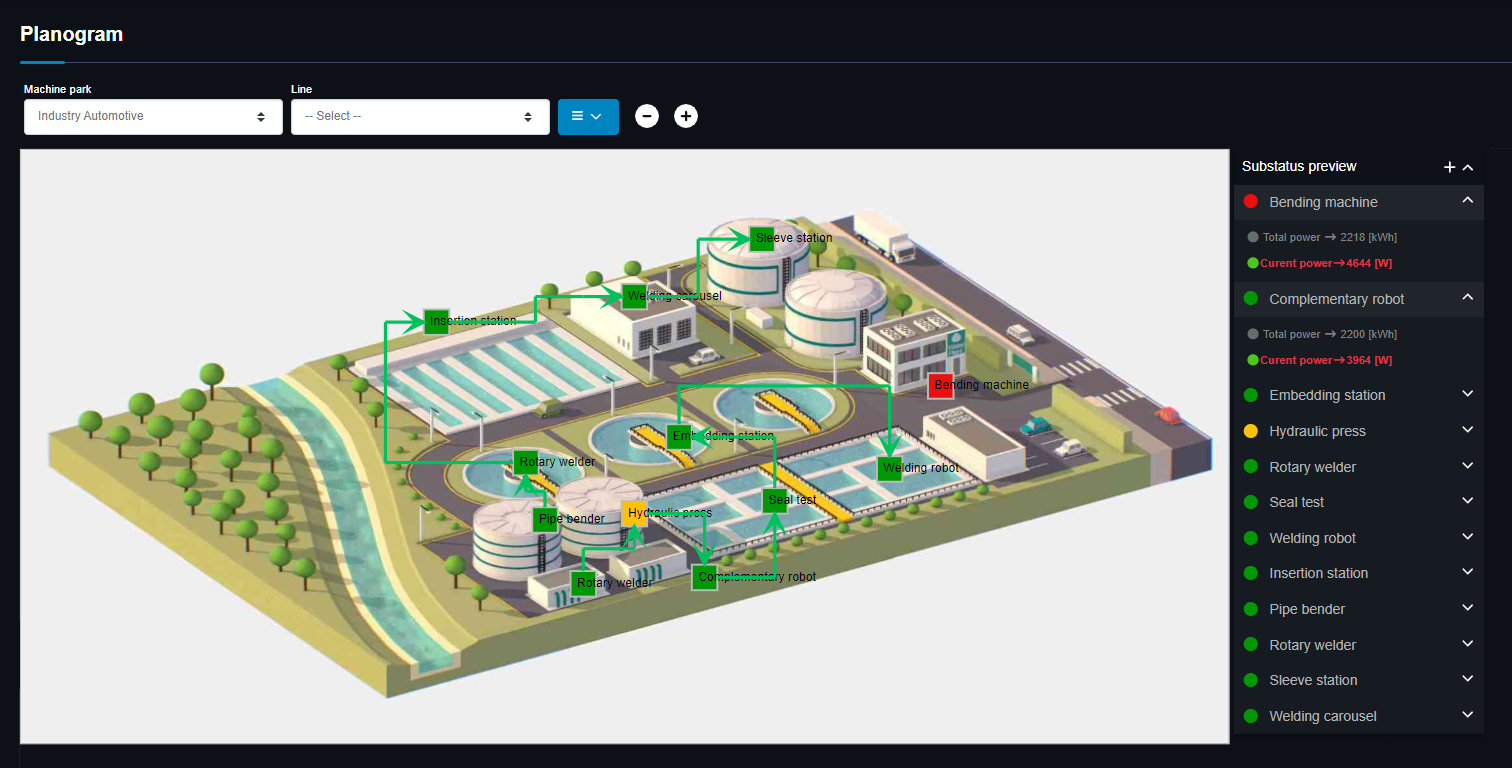 Planogram
Machine park
Line
Industry Automotive
-- Select --
Substatus preview
Bending machine
Total power → 2218 [kWh]
Curent power→4644 [W]
Complementary robot
Total power → 2200 [kWh]
Curent power→3964 [W]
Embedding station
Hydraulic press
Rotary welder
Seal test
Welding robot
Insertion station
Pipe bender
Rotary welder
Sleeve station
Welding carousel
Sleeve station
Welding carousel
Insertion station
Bending machine
Embedding station
Rotary welder
Welding robot
Seal test
Hydraulic press
Pipe bender
Complementary robot
Rotary welder